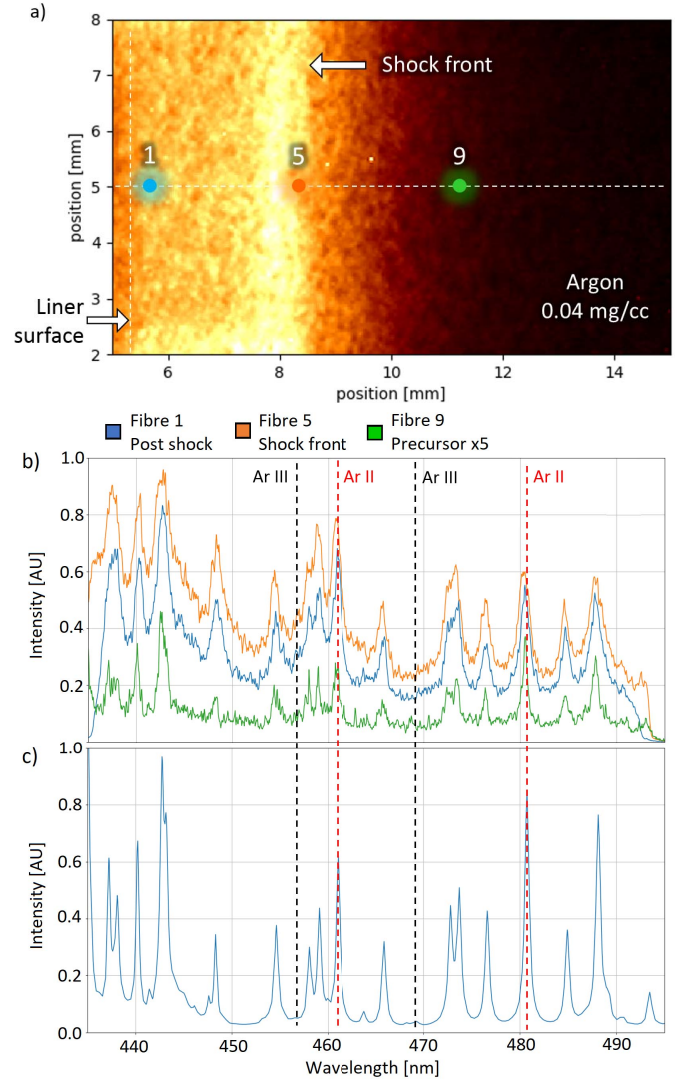 a)
8
7
6
5
4
3
2
position [mm]
Shock front
1
5
9
Liner
surface
Argon
0.04 mg/cc
6
8
10
12
14
position [mm]
Fibre 1
Post shock
Fibre 5
Shock front
Fibre 9
Precursor x5
b)
1.0
0.8
0.6
0.4
0.2
Intensity [AU]
Ar III
Ar II
Ar III
Ar II
c)
1.0
0.8
0.6
0.4
0.2
0.0
Intensity [AU]
440
450
460
470
480
490
Wavelength [nm]